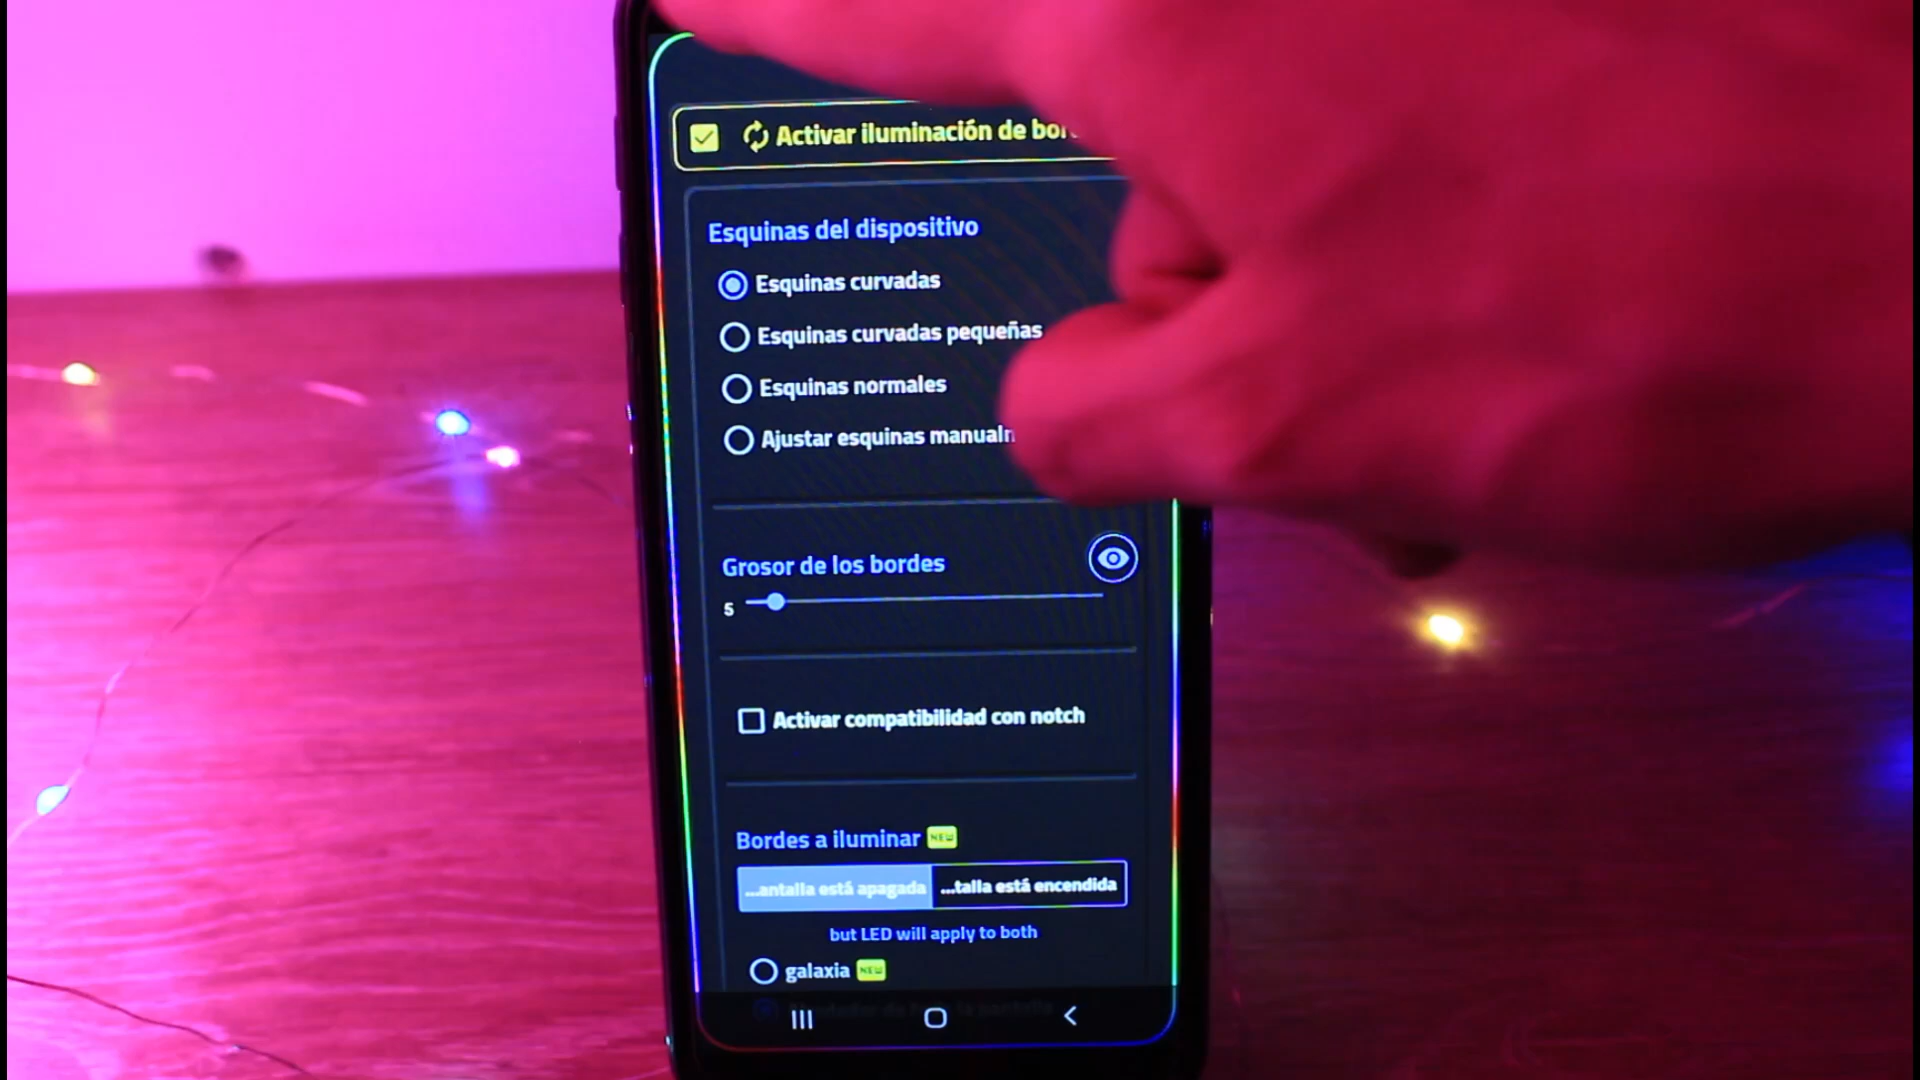 Activar iluminación de
Esquinas del dispositivo
Esquinas curvadas
Esquinas curvadas pequeñas
Esquinas normales
Ajustar esquinas
Grosor de los bordes
5
Activar compatibilidad con notch
Bordes a iluminar NEW
...antalla está apagada ...talla está encendida
but LED will apply to both
galaxia NEW